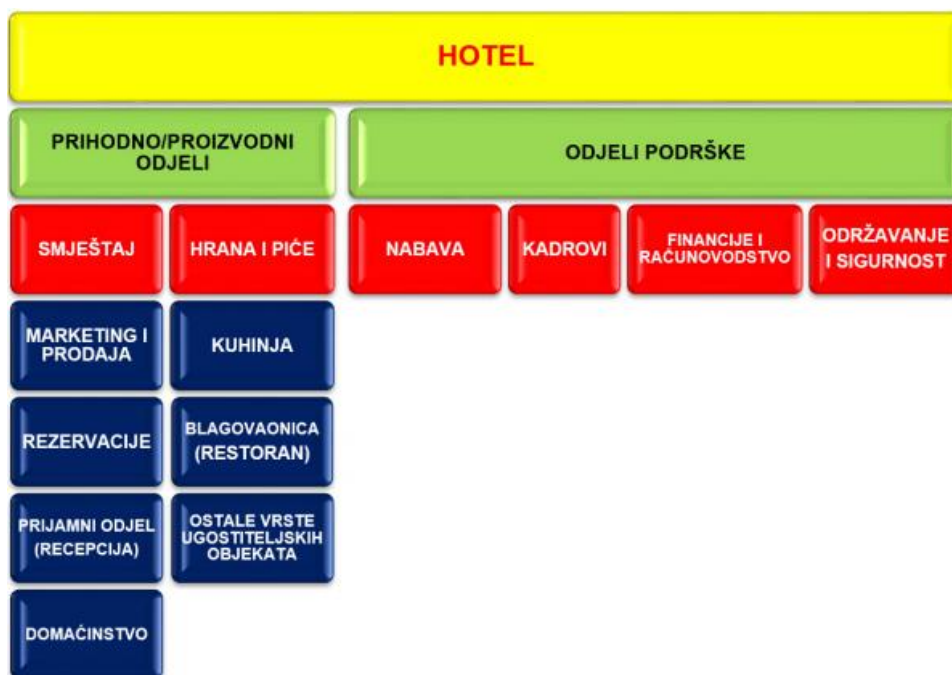 HOTEL
PRIHODNO/PROIZVODNI
ODJELI
ODJELI PODRŠKE
SMJEŠTAJ
HRANA I PIĆE
NABAVA
KADROVI
FINANCIJE I
RAČUNOVODSTVO
ODRŽAVANJE
I SIGURNOST
MARKETING I
PRODAJA
KUHINJA
REZERVACIJE
BLAGOVAONICA
(RESTORAN)
PRIJAMNI ODJEL
(RECEPCIJA)
OSTALE VRSTE
UGOSTITELJSKIH
OBJEKATA
DOMAĆINSTVO